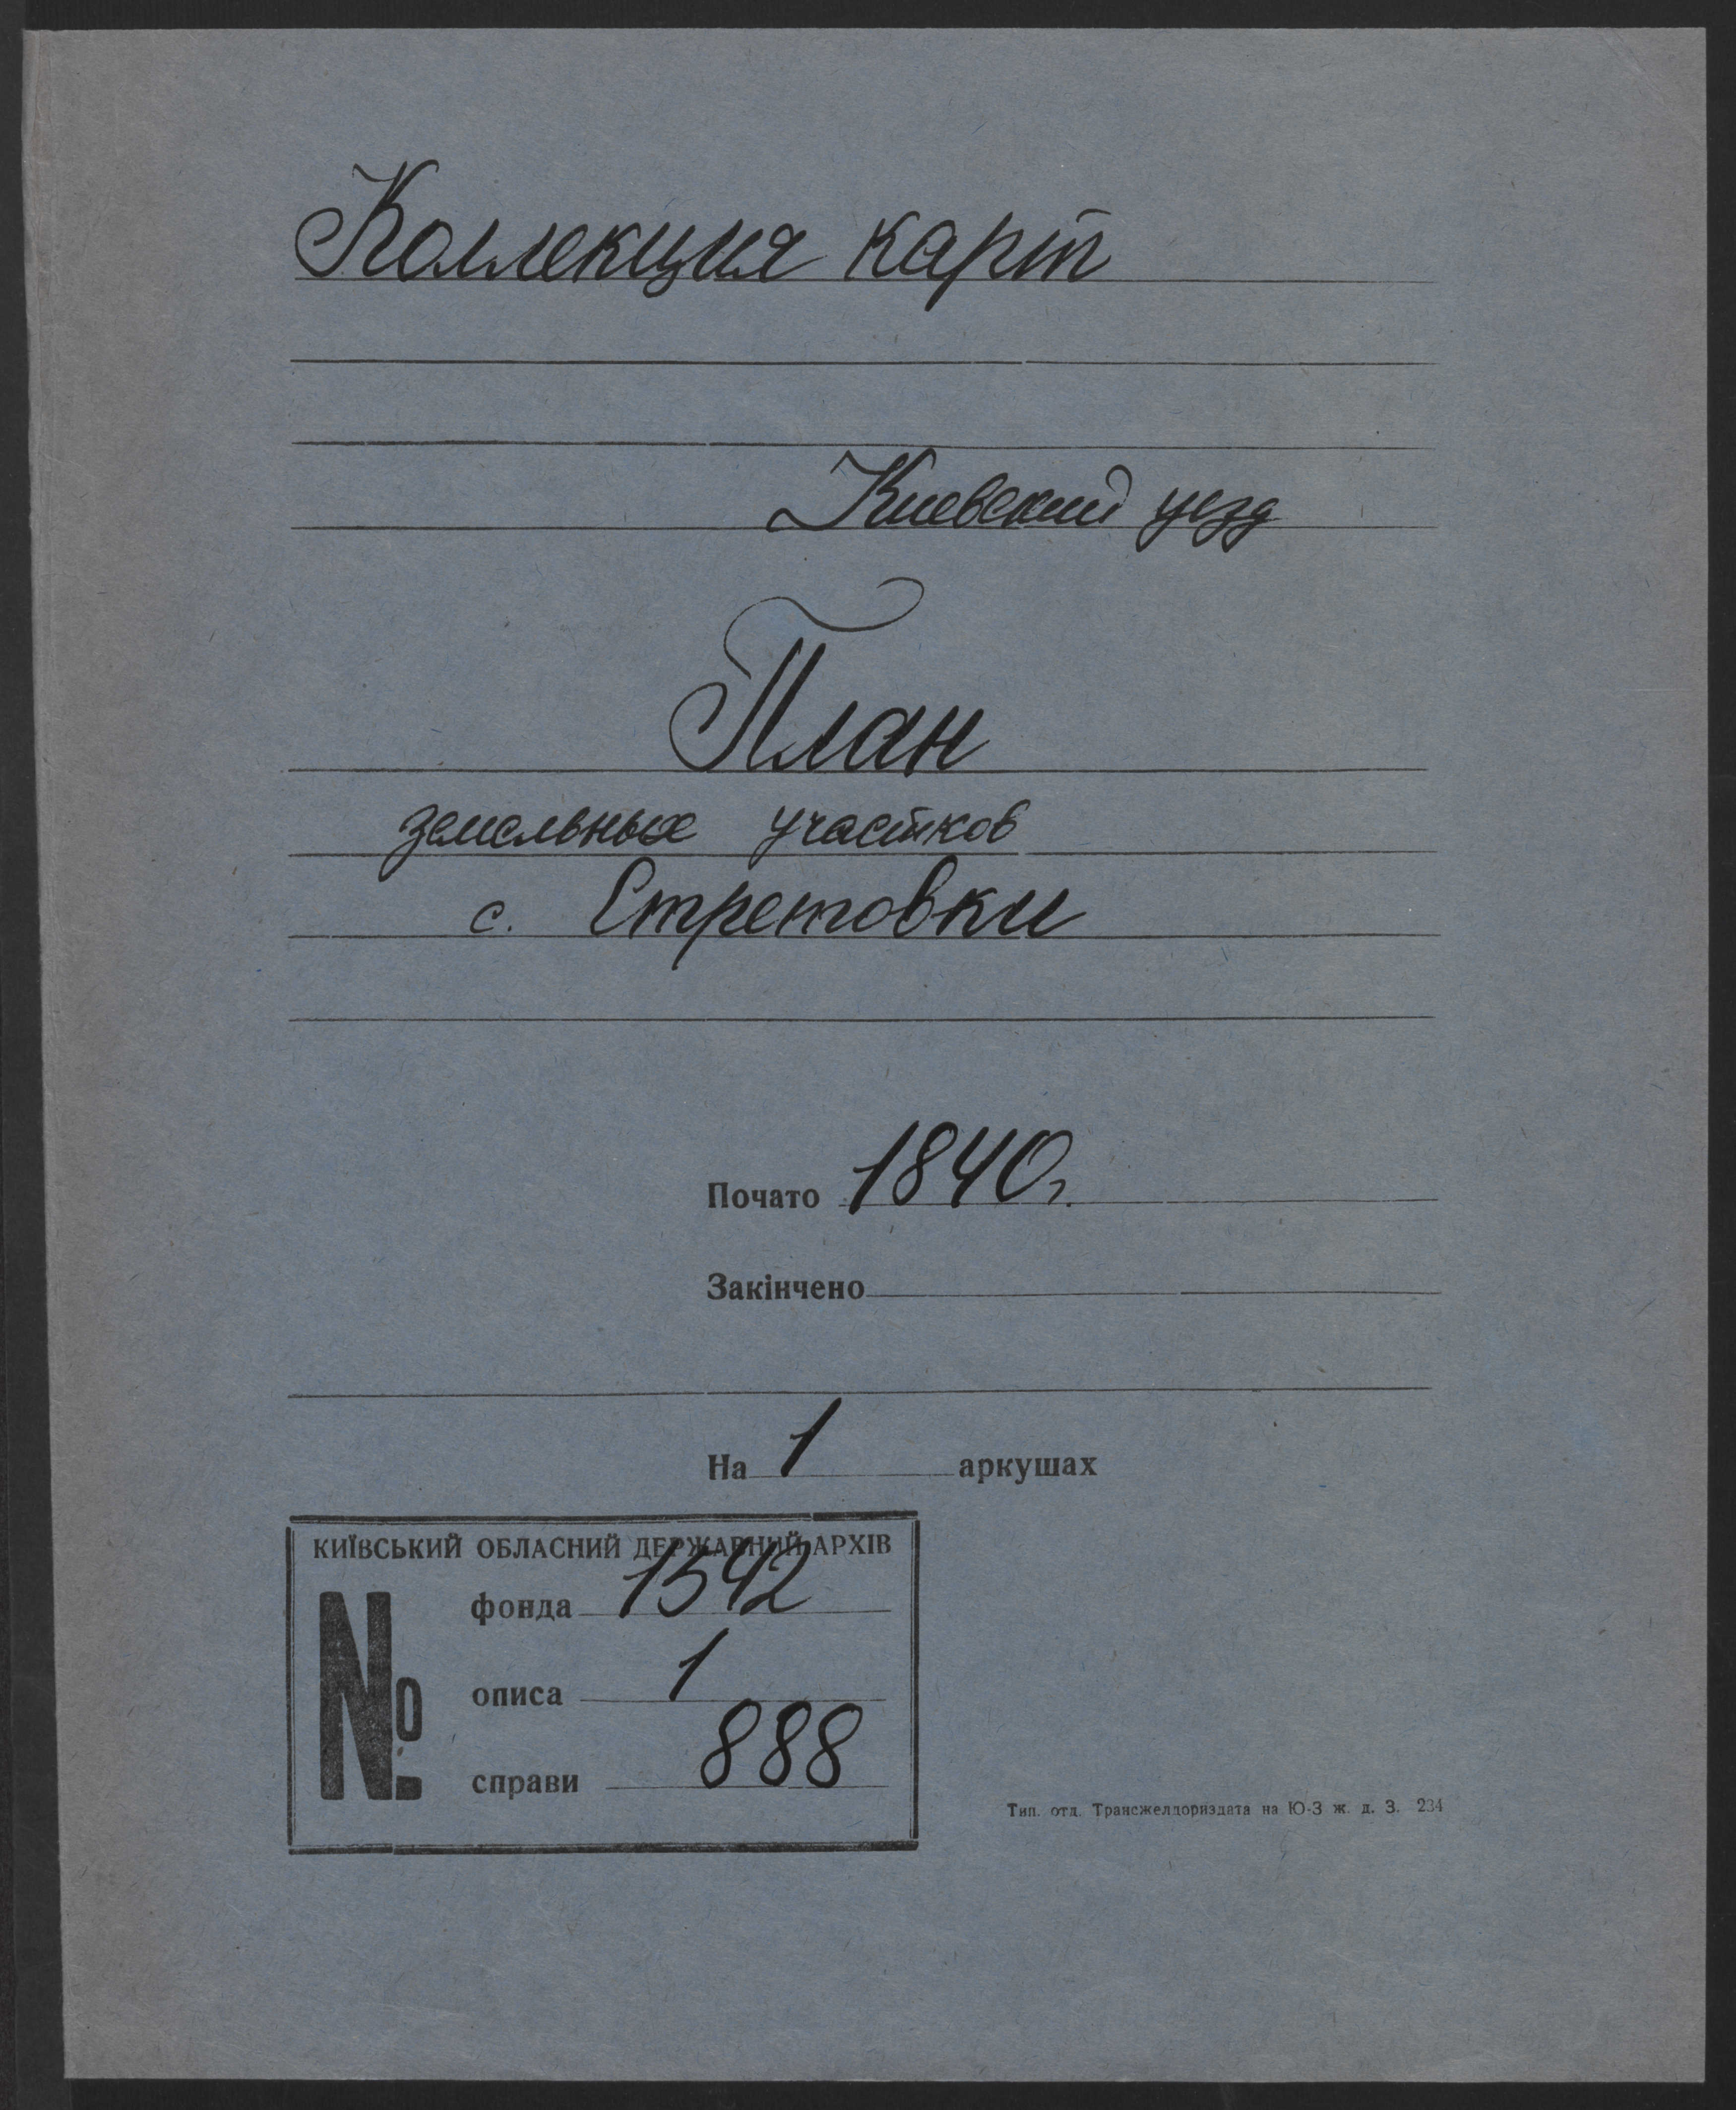 Коллекция карт
Киевский уезд
План
земельных участков
с. Стретовки
Почато 1840 г.
Закінчено
На 1 аркушах
КИЇВСЬКИЙ ОБЛАСНИЙ ДЕРЖАВНИЙ АРХІВ
№
фонда 1542
описа 1
справи 888
Тип. отд. Трансжелдориздата на Ю-З ж. д. З. 234